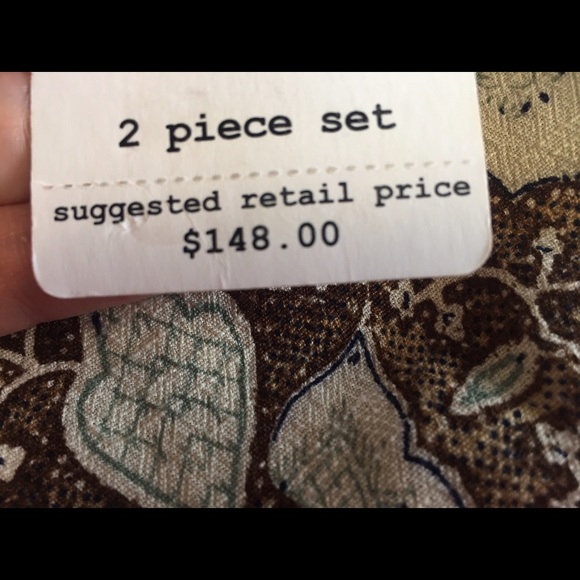 2 piece set
suggested retail price
$148.00